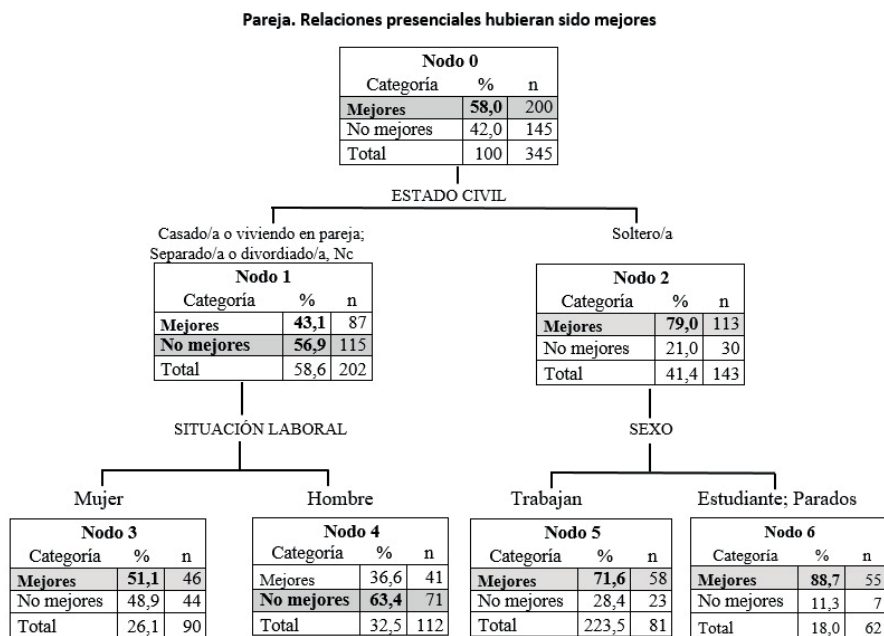 Pareja. Relaciones presenciales hubieran sido mejores
Nodo 0
Categoría % n
Mejores 58,0 200
No mejores 42,0 145
Total 100 345
ESTADO CIVIL
Casado/a o viviendo en pareja;
Separado/a o divordiado/a, Nc
Nodo 1
Categoría % n
Mejores 43,1 87
No mejores 56,9 115
Total 58,6 202
Soltero/a
Nodo 2
Categoría % n
Mejores 79,0 113
No mejores 21,0 30
Total 41,4 143
SITUACIÓN LABORAL
SEXO
Mujer
Nodo 3
Categoría % n
Mejores 51,1 46
No mejores 48,9 44
Total 26,1 90
Hombre
Nodo 4
Categoría % n
Mejores 36,6 41
No mejores 63,4 71
Total 32,5 112
Trabajan
Nodo 5
Categoría % n
Mejores 71,6 58
No mejores 28,4 23
Total 223,5 81
Estudiante; Parados
Nodo 6
Categoría % n
Mejores 88,7 55
No mejores 11,3 7
Total 18,0 62